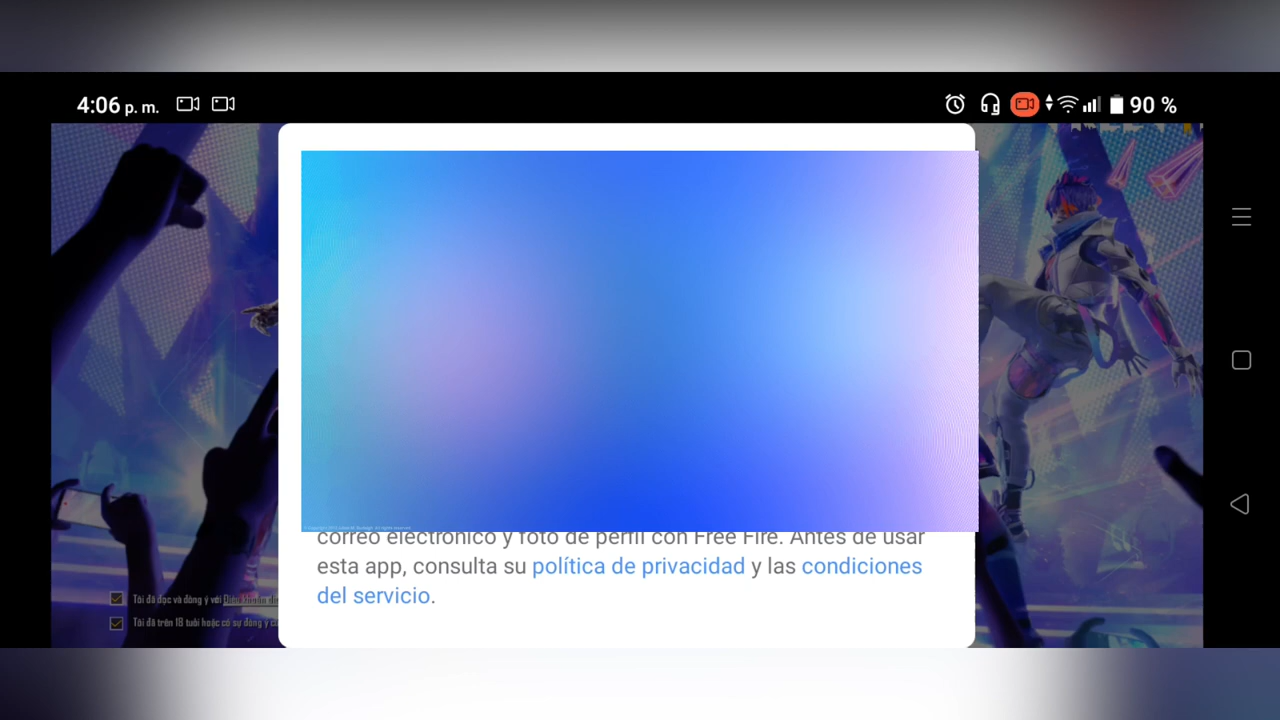 4:06 p. m.
90 %
correo electrónico y foto de perfil con Free Fire. Antes de usar
esta app, consulta su política de privacidad y las condiciones
del servicio.
Tôi đã đọc và đồng ý với Điều khoản
Tôi đã trên 18 tuổi hoặc có sự đồng ý